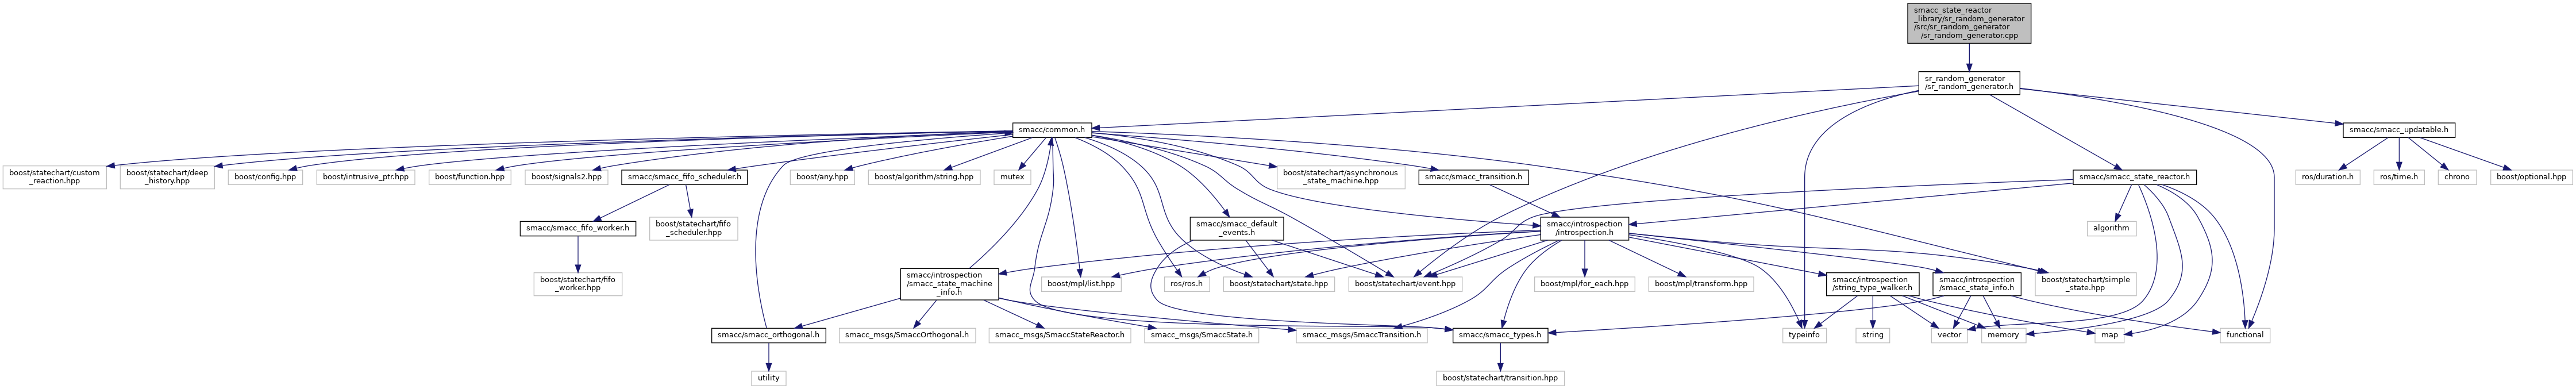 smacc_state_reactor
_library/sr_random_generator
/src/sr_random_generator
/sr_random_generator.cpp
sr_random_generator
/sr_random_generator.h
smacc/common.h
smacc/smacc_updatable.h
boost/statechart/custom
_reaction.hpp
boost/statechart/deep
_history.hpp
boost/config.hpp
boost/intrusive_ptr.hpp
boost/function.hpp
boost/signals2.hpp
smacc/smacc_fifo_scheduler.h
boost/any.hpp
boost/algorithm/string.hpp
mutex
boost/statechart/asynchronous
_state_machine.hpp
smacc/smacc_transition.h
smacc/smacc_state_reactor.h
ros/duration.h
ros/time.h
chrono
boost/optional.hpp
smacc/smacc_fifo_worker.h
boost/statechart/fifo
_scheduler.hpp
smacc/smacc_default
_events.h
smacc/introspection
/introspection.h
algorithm
boost/statechart/fifo
_worker.hpp
smacc/introspection
/smacc_state_machine
_info.h
boost/mpl/list.hpp
ros/ros.h
boost/statechart/state.hpp
boost/statechart/event.hpp
boost/mpl/for_each.hpp
boost/mpl/transform.hpp
smacc/introspection
/string_type_walker.h
smacc/introspection
/smacc_state_info.h
boost/statechart/simple
_state.hpp
smacc/smacc_orthogonal.h
smacc_msgs/SmaccOrthogonal.h
smacc_msgs/SmaccStateReactor.h
smacc_msgs/SmaccState.h
smacc_msgs/SmaccTransition.h
smacc/smacc_types.h
typeinfo
string
vector
memory
map
functional
utility
boost/statechart/transition.hpp